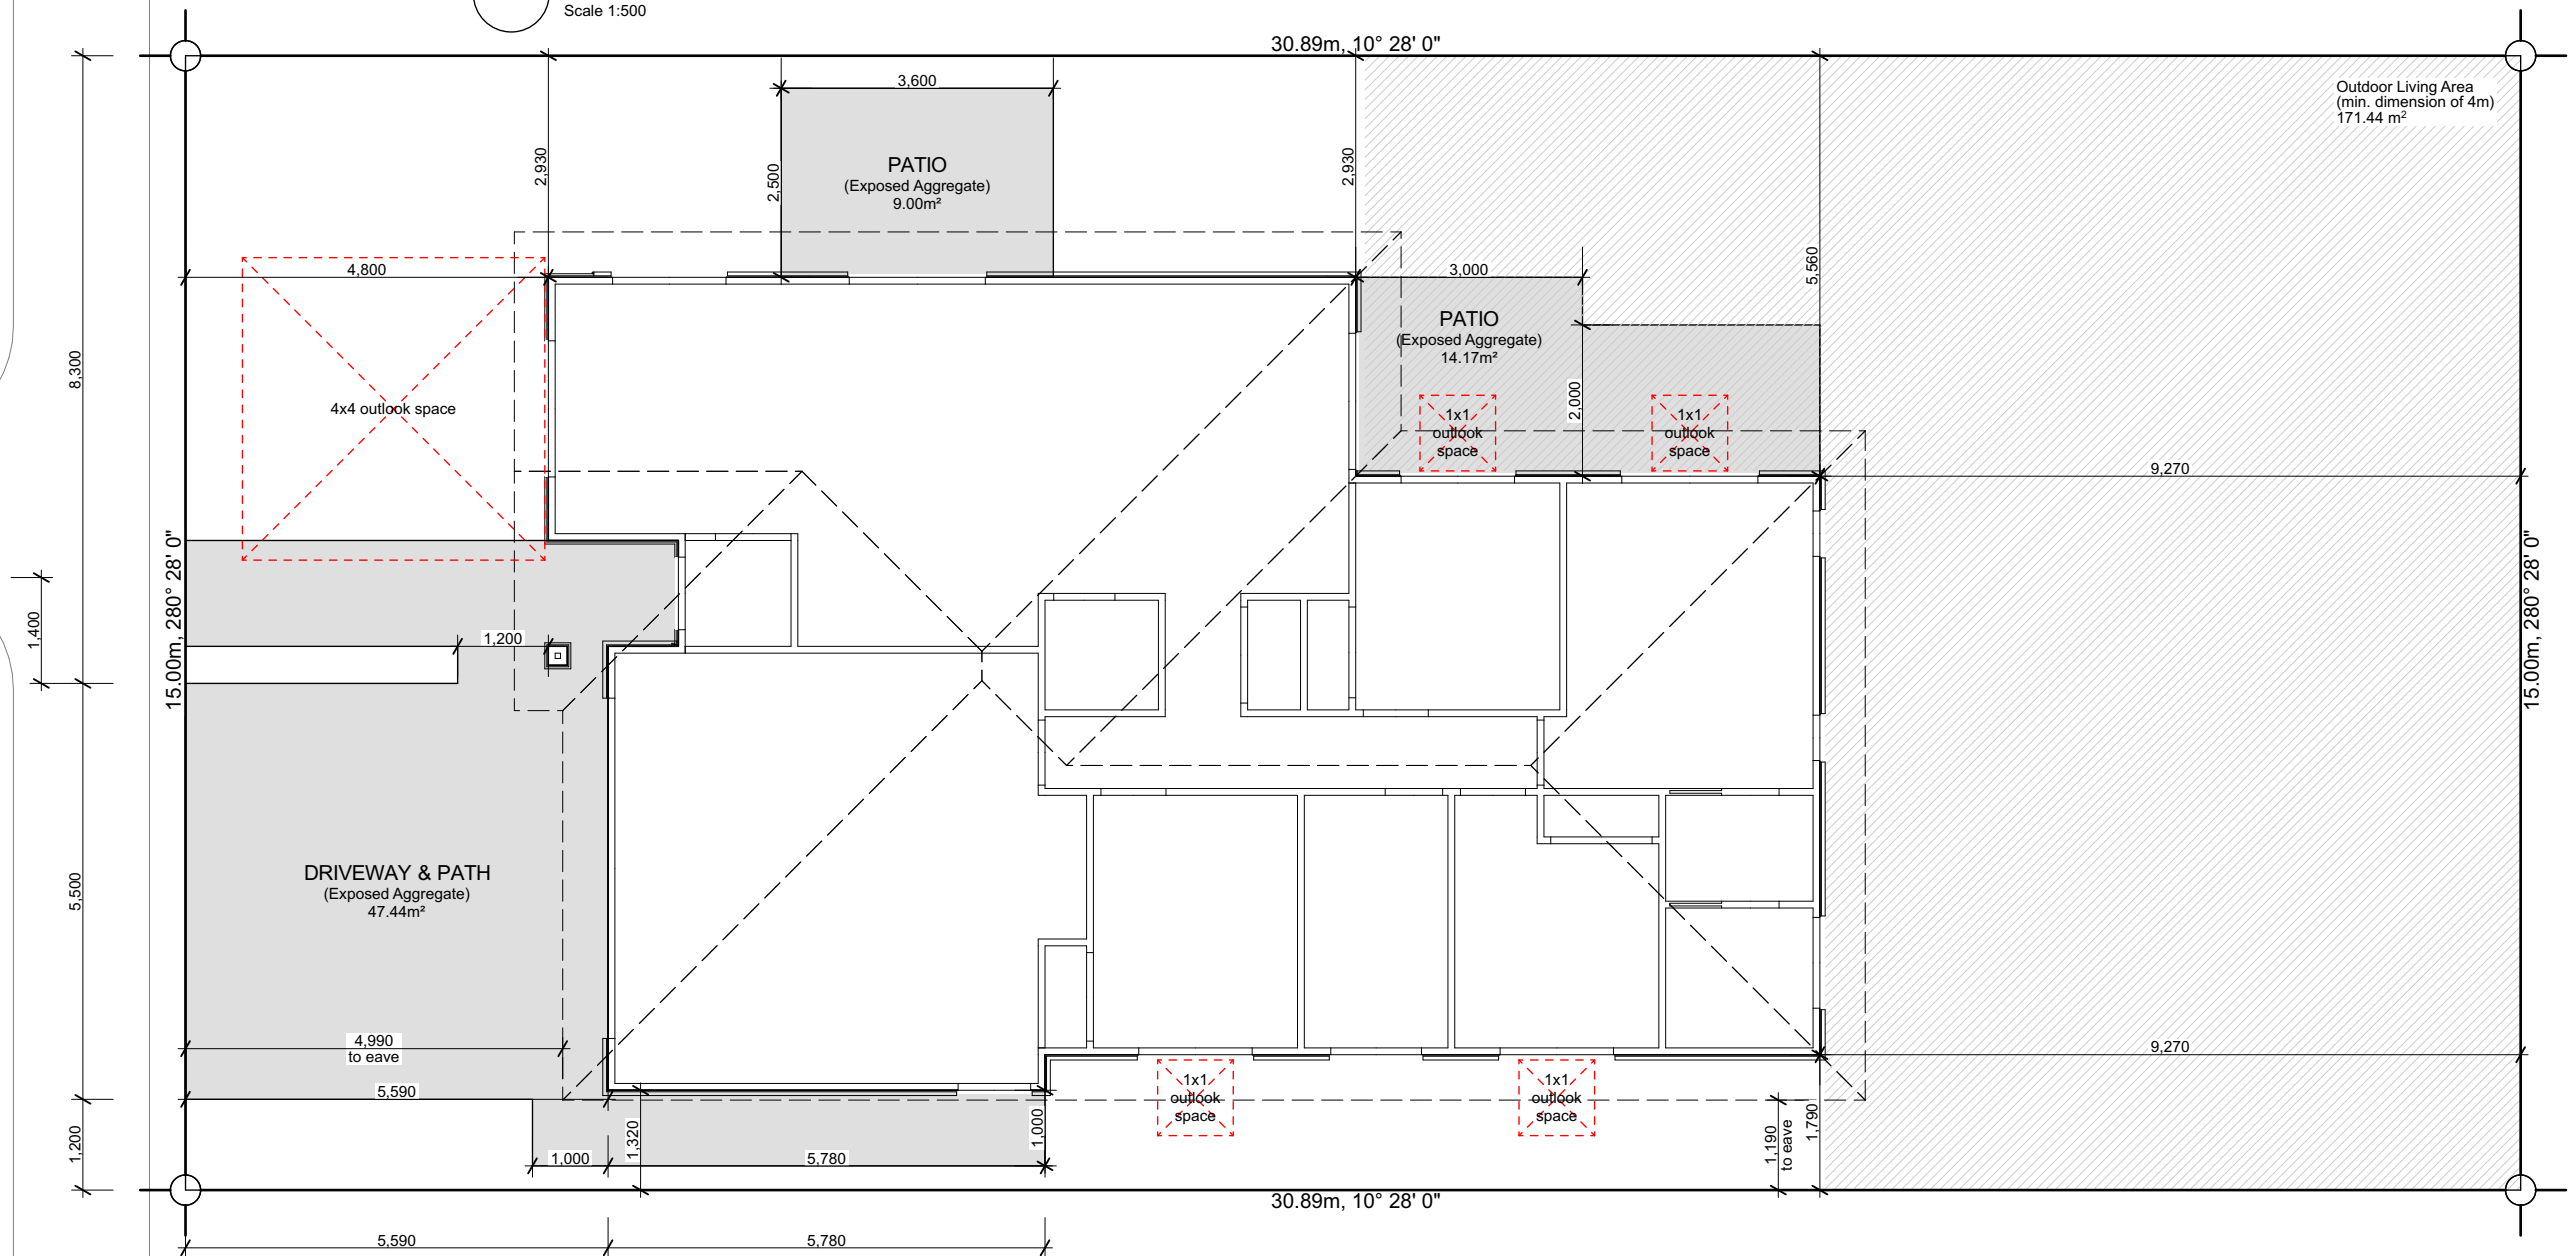 Scale 1:500
30.89m, 10° 28' 0"
Outdoor Living Area
(min. dimension of 4m)
171.44 m²
3,600
2,930
2,500
PATIO
(Exposed Aggregate)
9.00m²
2,930
5,560
4,800
3,000
PATIO
(Exposed Aggregate)
14.17m²
8,300
4x4 outlook space
2,000
1x1
outlook
space
1x1
outlook
space
9,270
15.00m, 280° 28' 0"
15.00m, 280° 28' 0"
1,400
1,200
5,500
DRIVEWAY & PATH
(Exposed Aggregate)
47.44m²
4,990
to eave
9,270
5,590
1x1
outlook
space
1x1
outlook
space
1,200
1,320
1,000
1,190
to eave
1,790
1,000
5,780
30.89m, 10° 28' 0"
5,590
5,780